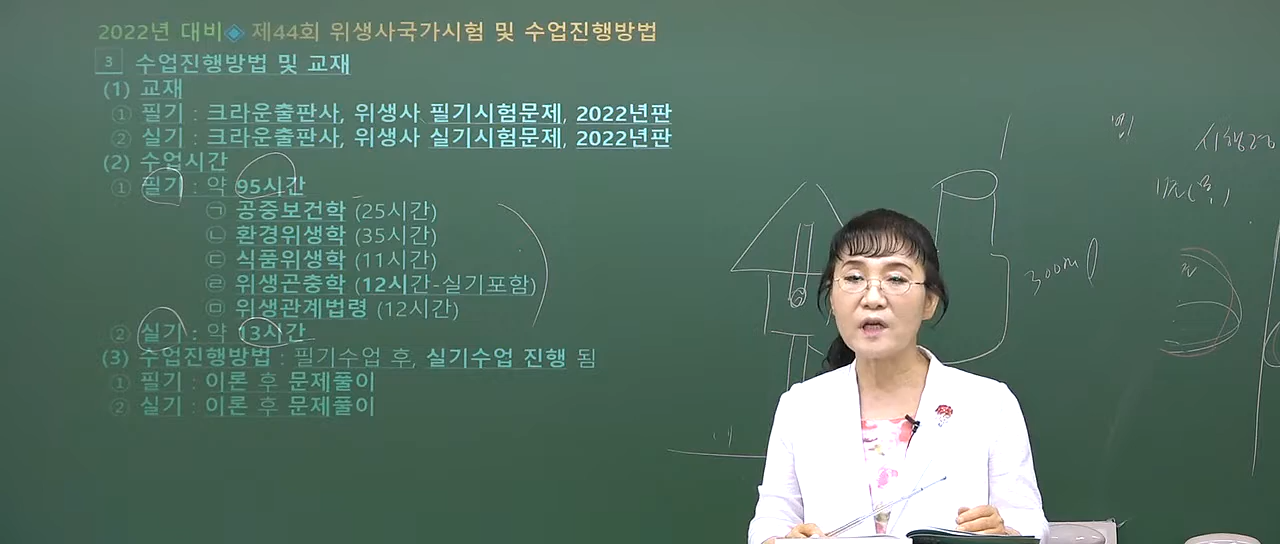 2022년 대비◈ 제44회 위생사국가시험 및 수업진행방법
3 수업진행방법 및 교재
(1) 교재
① 필기 : 크라운출판사, 위생사 필기시험문제, 2022년판
② 실기 : 크라운출판사, 위생사 실기시험문제, 2022년판
(2) 수업시간
① 필기 : 약 95시간
㉠ 공중보건학 (25시간)
㉡ 환경위생학 (35시간)
㉢ 식품위생학 (11시간)
㉣ 위생곤충학 (12시간-실기포함)
㉤ 위생관계법령 (12시간)
② 실기 : 약 13시간
(3) 수업진행방법 : 필기수업 후, 실기수업 진행 됨
① 필기 : 이론 후 문제풀이
② 실기 : 이론 후 문제풀이
300ml